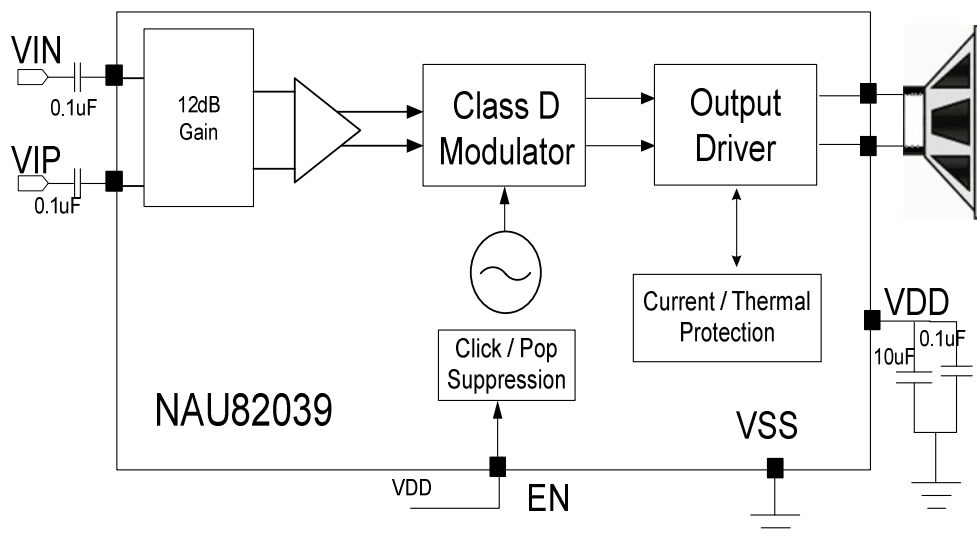 VIN
0.1uF
VIP
0.1uF
12dB
Gain
Class D
Modulator
Output
Driver
Current / Thermal
Protection
Click / Pop
Suppression
VDD
10uF
0.1uF
NAU82039
VSS
VDD
EN